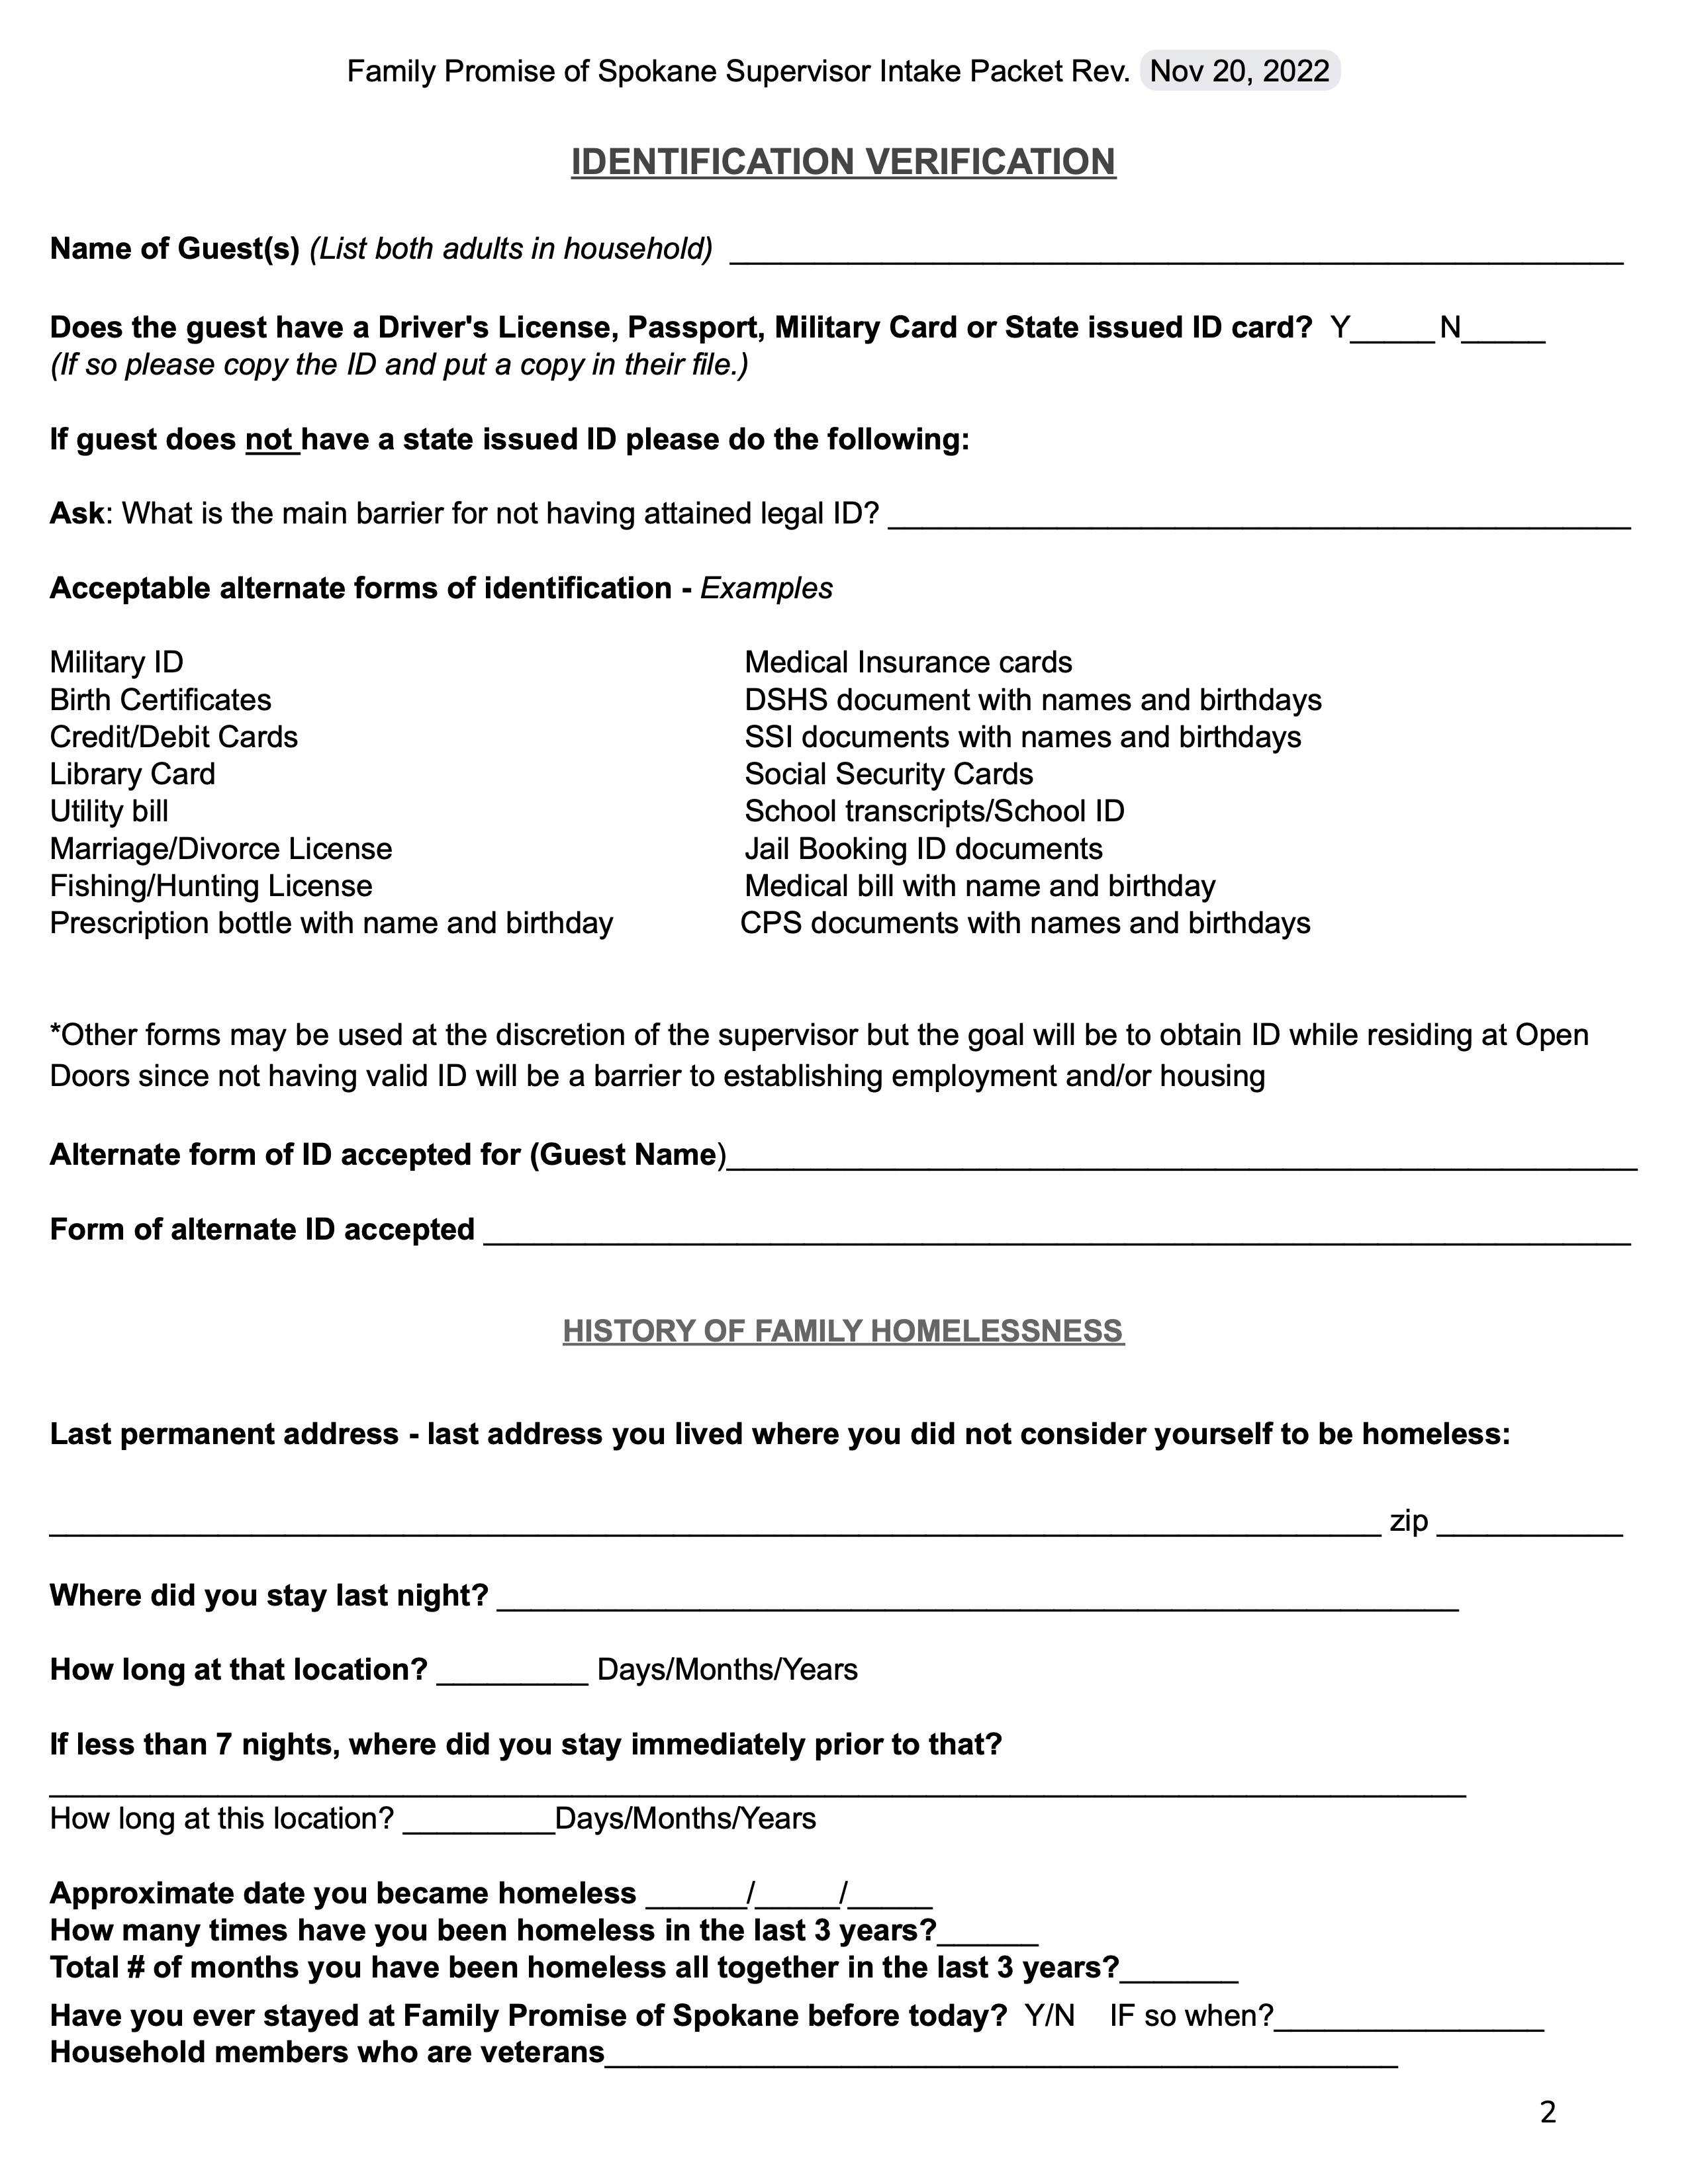 Family Promise of Spokane Supervisor Intake Packet Rev. Nov 20, 2022
IDENTIFICATION VERIFICATION
Name of Guest(s) (List both adults in household) ____________________
Does the guest have a Driver's License, Passport, Military Card or State issued ID card? Y_____N_____
(If so please copy the ID and put a copy in their file.)
If guest does not have a state issued ID please do the following:
Ask: What is the main barrier for not having attained legal ID? ____________________
Acceptable alternate forms of identification - Examples
Military ID
Birth Certificates
Credit/Debit Cards
Library Card
Utility bill
Marriage/Divorce License
Fishing/Hunting License
Prescription bottle with name and birthday
Medical Insurance cards
DSHS document with names and birthdays
SSI documents with names and birthdays
Social Security Cards
School transcripts/School ID
Jail Booking ID documents
Medical bill with name and birthday
CPS documents with names and birthdays
*Other forms may be used at the discretion of the supervisor but the goal will be to obtain ID while residing at Open
Doors since not having valid ID will be a barrier to establishing employment and/or housing
Alternate form of ID accepted for (Guest Name)____________________
Form of alternate ID accepted ____________________
HISTORY OF FAMILY HOMELESSNESS
Last permanent address - last address you lived where you did not consider yourself to be homeless:
____________________ zip ___________
Where did you stay last night? ____________________
How long at that location? _________ Days/Months/Years
If less than 7 nights, where did you stay immediately prior to that?
____________________
How long at this location? _________Days/Months/Years
Approximate date you became homeless ______/_____/_____
How many times have you been homeless in the last 3 years?______
Total # of months you have been homeless all together in the last 3 years?_______
Have you ever stayed at Family Promise of Spokane before today? Y/N IF so when?________________
Household members who are veterans____________________
2